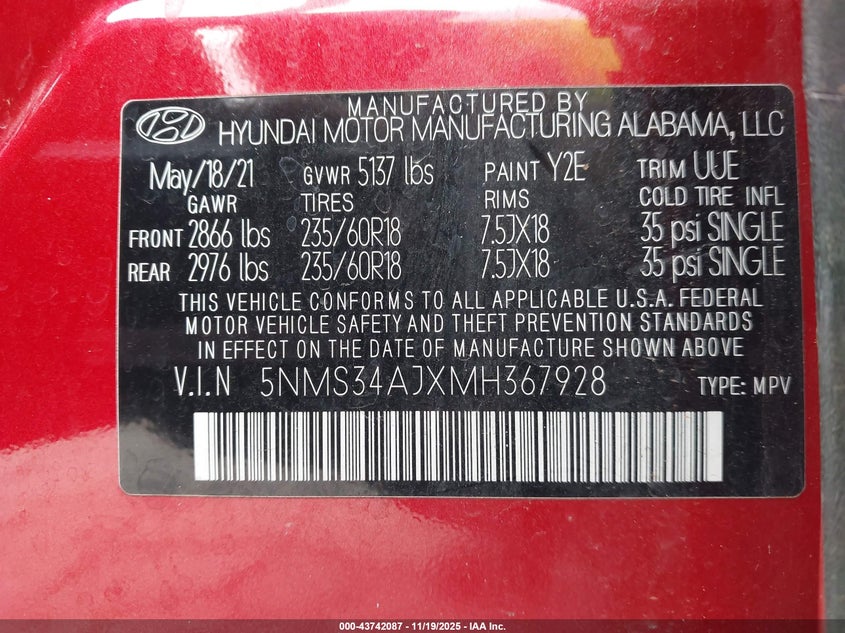 MANUFACTURED BY
HYUNDAI MOTOR MANUFACTURING ALABAMA, LLC
May/18/21 GVWR 5137 lbs PAINT Y2E TRIM UUE
GAWR TIRES RIMS COLD TIRE INFL
FRONT 2866 lbs 235/60R18 7.5JX18 35 psi SINGLE
REAR 2976 lbs 235/60R18 7.5JX18 35 psi SINGLE
THIS VEHICLE CONFORMS TO ALL APPLICABLE U.S.A. FEDERAL
MOTOR VEHICLE SAFETY AND THEFT PREVENTION STANDARDS
IN EFFECT ON THE DATE OF MANUFACTURE SHOWN ABOVE
V.I.N 5NMS34AJXMH367928 TYPE: MPV
000-43742087 - 11/19/2025 - IAA Inc.